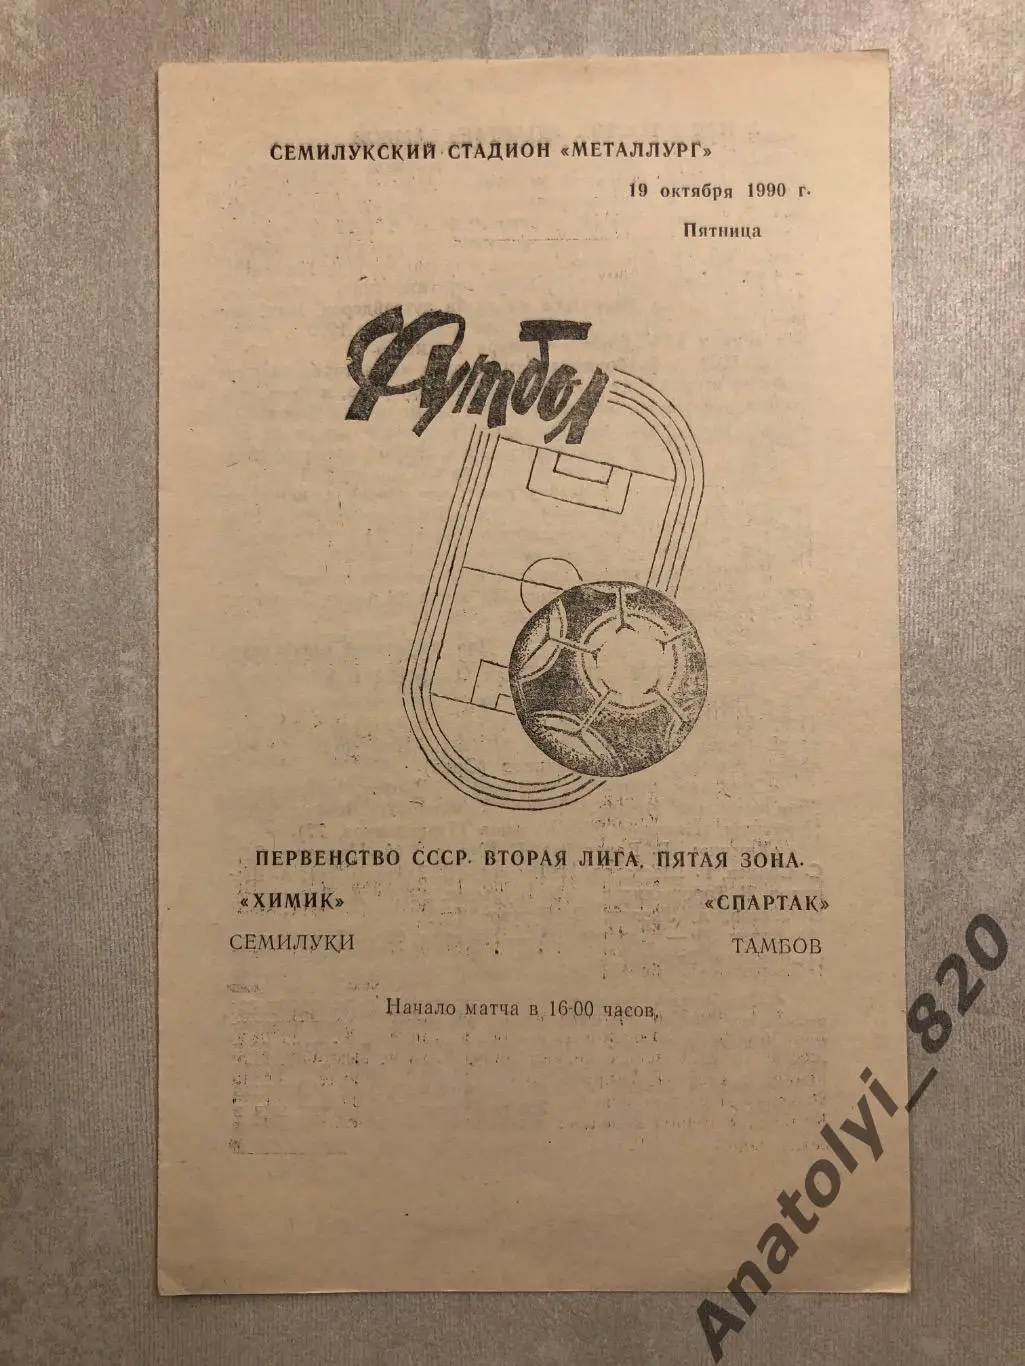 СЕМИЛУКСКИЙ СТАДИОН «МЕТАЛЛУРГ»
19 октября 1990 г.
Пятница
Футбол
ПЕРВЕНСТВО СССР. ВТОРАЯ ЛИГА, ПЯТАЯ ЗОНА.
«ХИМИК» «СПАРТАК»
СЕМИЛУКИ ТАМБОВ
Начало матча в 16-00 часов.
Anatolyi_820